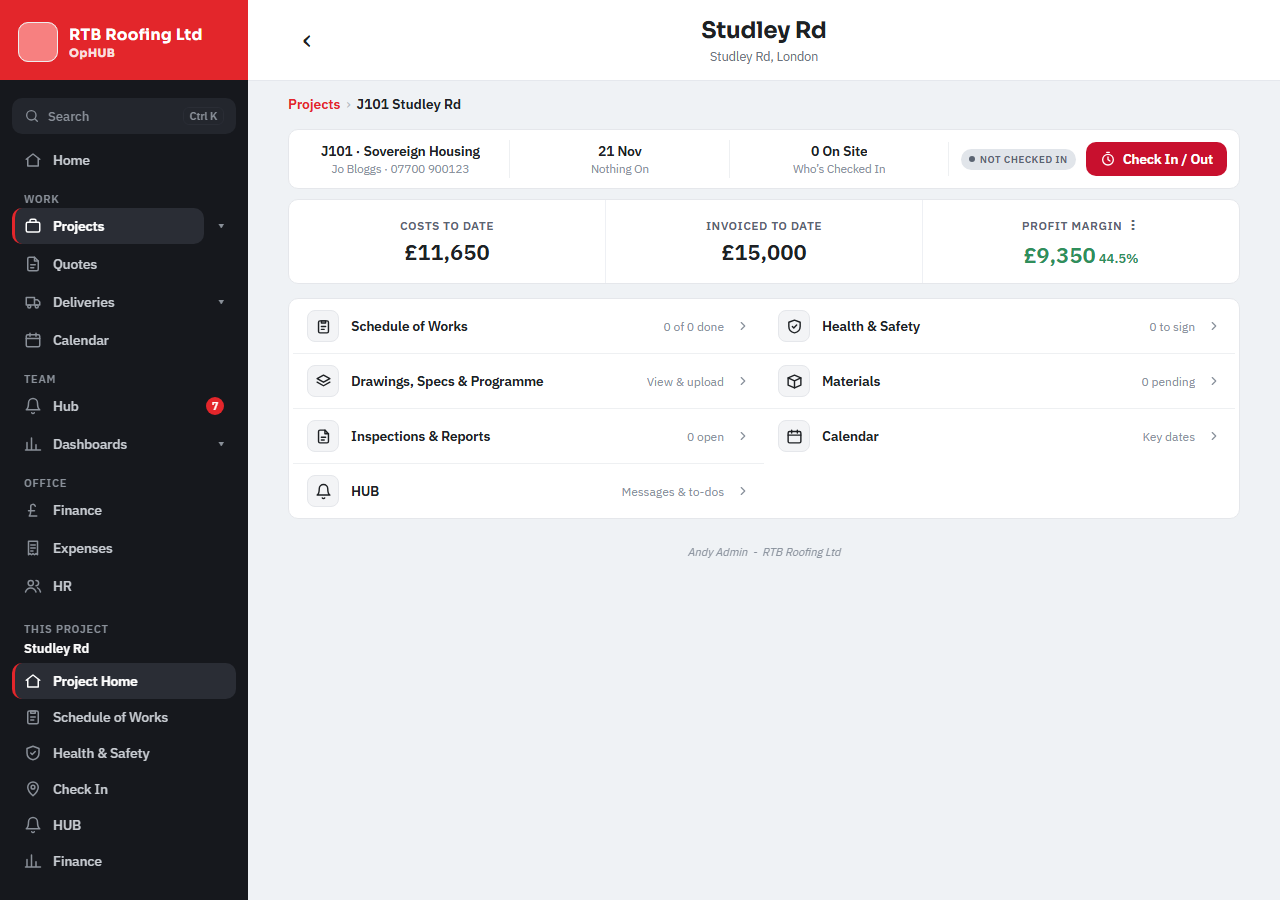 RTB Roofing Ltd
OpHUB
Search Ctrl K
Home
WORK
Projects
Quotes
Deliveries
Calendar
TEAM
Hub 7
Dashboards
OFFICE
Finance
Expenses
HR
THIS PROJECT
Studley Rd
Project Home
Schedule of Works
Health & Safety
Check In
HUB
Finance
Studley Rd
Studley Rd, London
Projects › J101 Studley Rd
J101 · Sovereign Housing
Jo Bloggs · 07700 900123
21 Nov
Nothing On
0 On Site
Who's Checked In
NOT CHECKED IN
Check In / Out
COSTS TO DATE
£11,650
INVOICED TO DATE
£15,000
PROFIT MARGIN
£9,350 44.5%
Schedule of Works 0 of 0 done
Health & Safety 0 to sign
Drawings, Specs & Programme View & upload
Materials 0 pending
Inspections & Reports 0 open
Calendar Key dates
HUB Messages & to-dos
Andy Admin - RTB Roofing Ltd